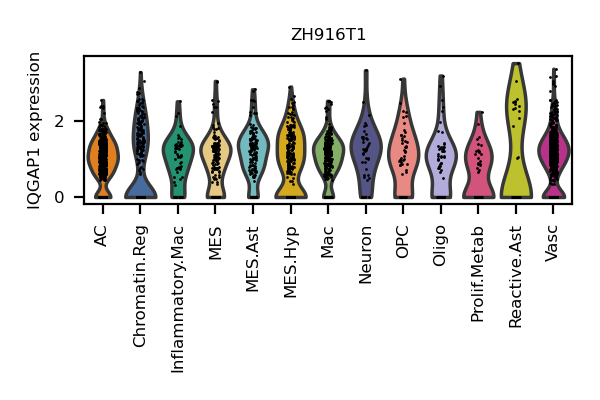 ZH916T1
IQGAP1 expression
2
0
AC
Chromatin.Reg
Inflammatory.Mac
MES
MES.Ast
MES.Hyp
Mac
Neuron
OPC
Oligo
Prolif.Metab
Reactive.Ast
Vasc